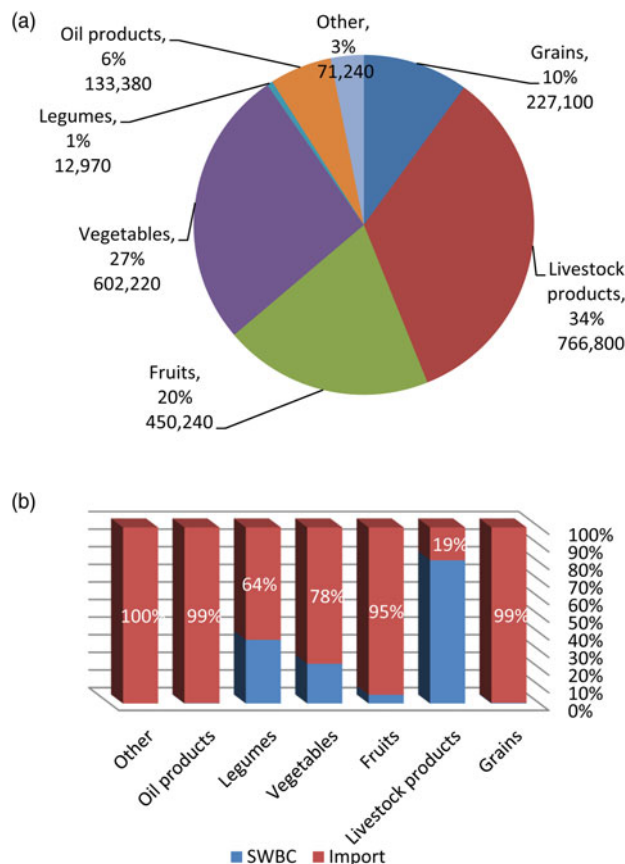 (a)
Other,
3%
71,240
Oil products,
6%
133,380
Grains,
10%
227,100
Legumes,
1%
12,970
Vegetables,
27%
602,220
Livestock
products,
34%
766,800
Fruits,
20%
450,240
(b)
100%
99%
64%
78%
95%
19%
99%
100%
90%
80%
70%
60%
50%
40%
30%
20%
10%
0%
Other
Oil products
Legumes
Vegetables
Fruits
Livestock products
Grains
SWBC Import